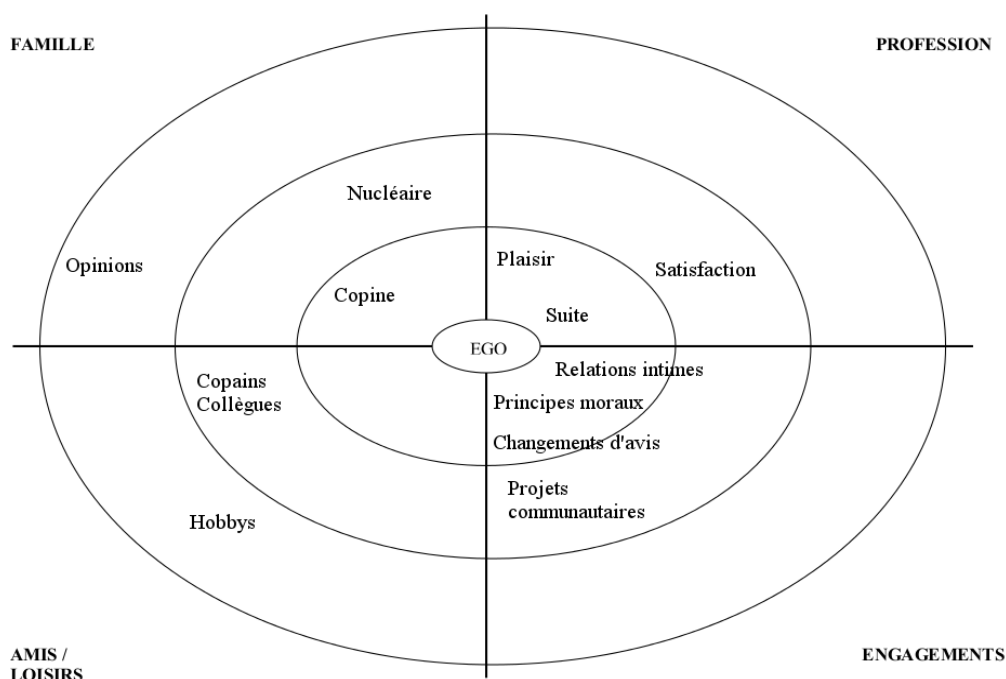 FAMILLE
PROFESSION
Nucléaire
Opinions
Plaisir
Satisfaction
Copine
Suite
EGO
Relations intimes
Copains
Collègues
Principes moraux
Changements d'avis
Projets
communautaires
Hobbys
AMIS /
LOISIRS
ENGAGEMENTS